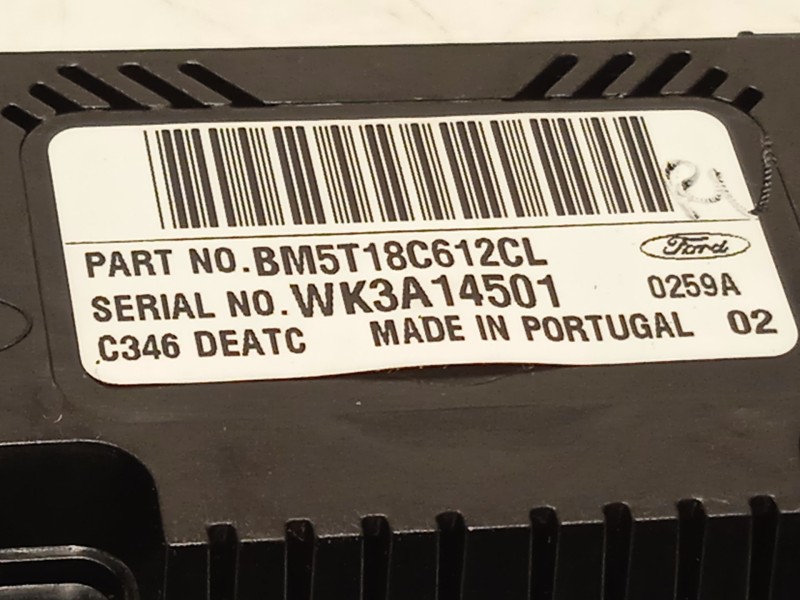 PART NO. BM5T18C612CL
Ford
SERIAL NO. WK3A14501 0259A
C346 DEATC MADE IN PORTUGAL 02